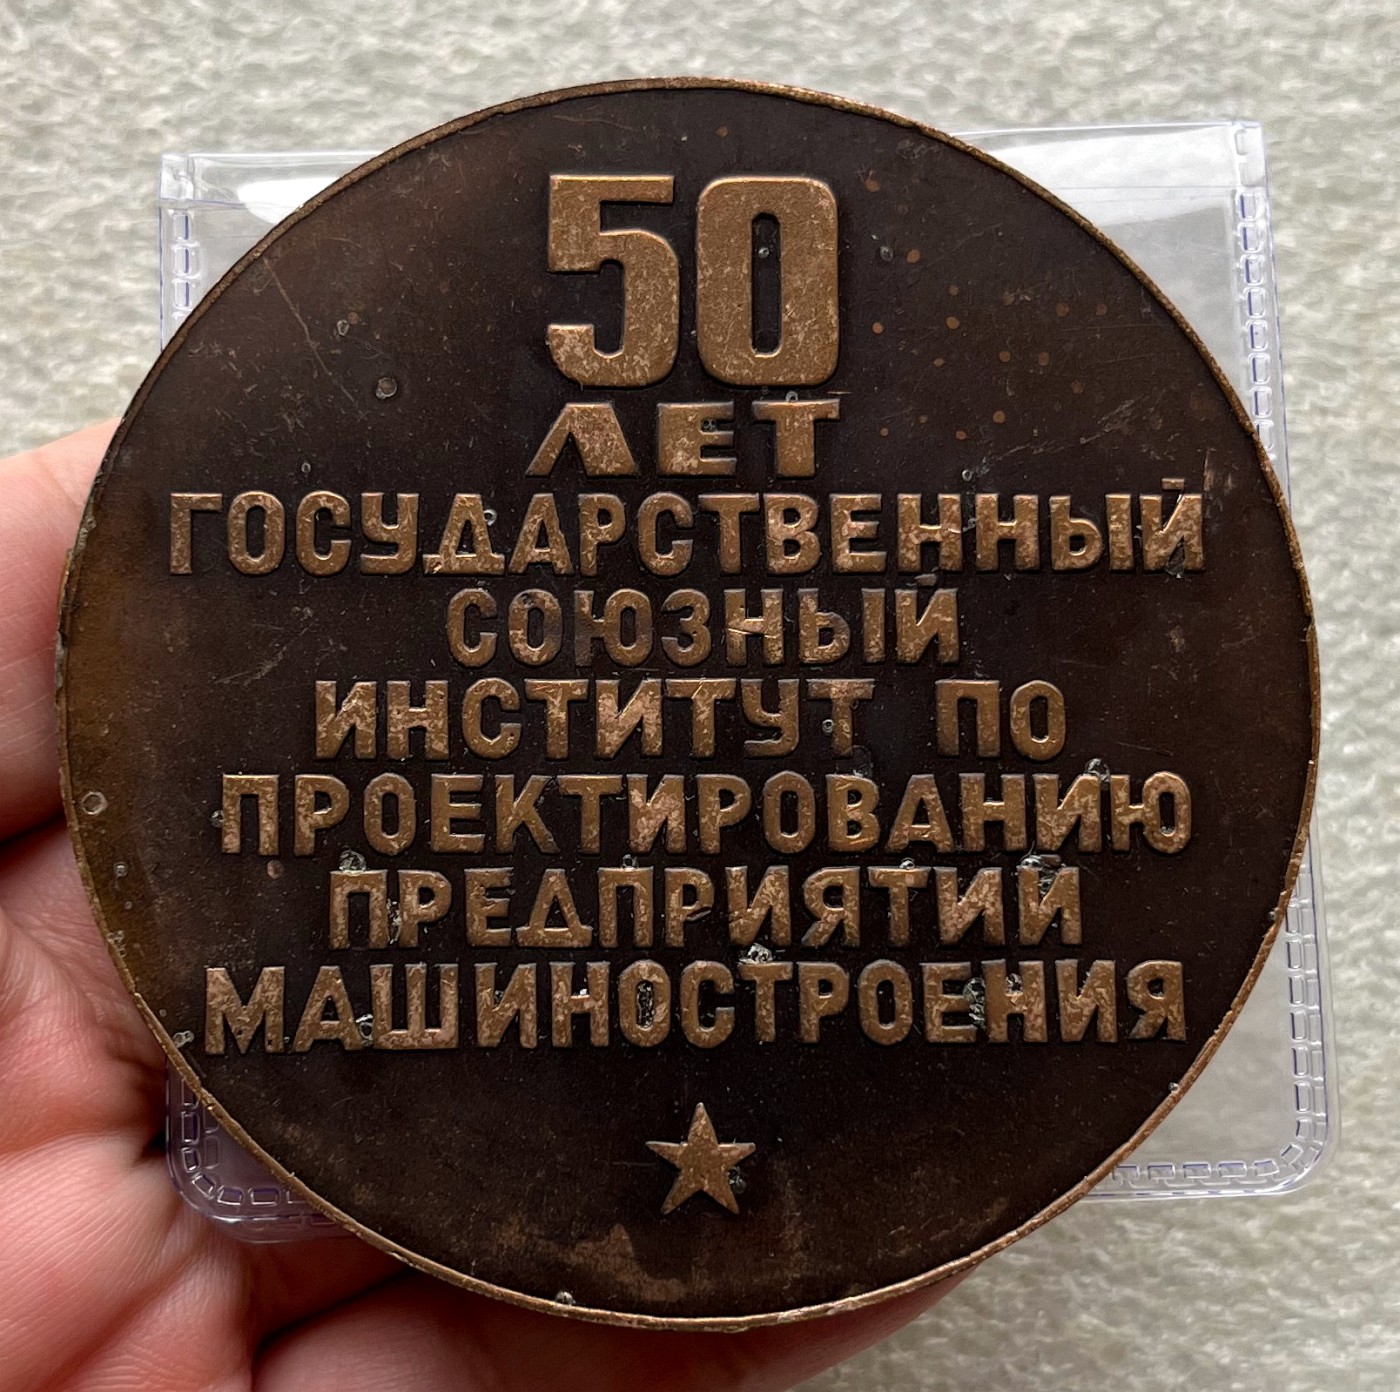 50
ЛЕТ
ГОСУДАРСТВЕННЫЙ
СОЮЗНЫЙ
ИНСТИТУТ ПО
ПРОЕКТИРОВАНИЮ
ПРЕДПРИЯТИЙ
МАШИНОСТРОЕНИЯ